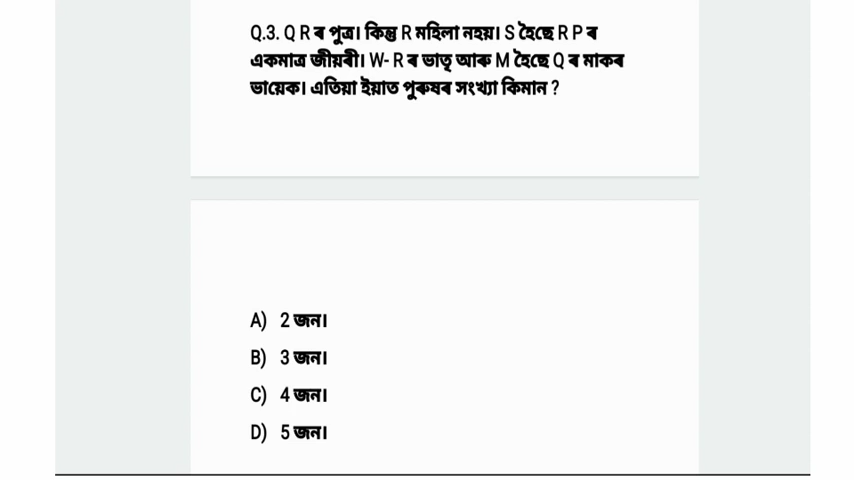 Q.3. Q R ৰ পুত্ৰ। কিন্তু R মহিলা নহয়। S হৈছে R P ৰ
একমাত্ৰ জীয়ৰী। W- R ৰ ভাতৃ আৰু M হৈছে Q ৰ মাকৰ
ভায়েক। এতিয়া ইয়াত পুৰুষৰ সংখ্যা কিমান ?
A) 2 জন।
B) 3 জন।
C) 4 জন।
D) 5 জন।